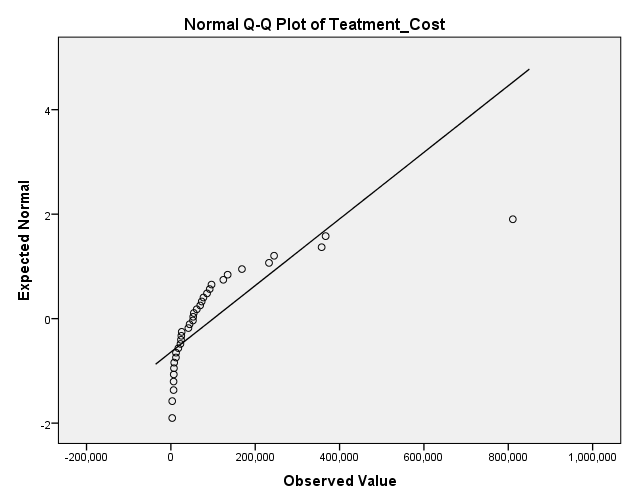 Normal Q-Q Plot of Teatment_Cost
Expected Normal
4
2
0
-2
-200,000 0 200,000 400,000 600,000 800,000 1,000,000
Observed Value